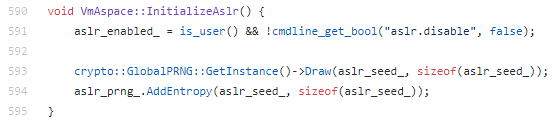 590 void VmAspace::InitializeAslr() {
591     aslr_enabled_ = is_user() && !cmdline_get_bool("aslr.disable", false);
592
593     crypto::GlobalPRNG::GetInstance()->Draw(aslr_seed_, sizeof(aslr_seed_));
594     aslr_prng_.AddEntropy(aslr_seed_, sizeof(aslr_seed_));
595 }